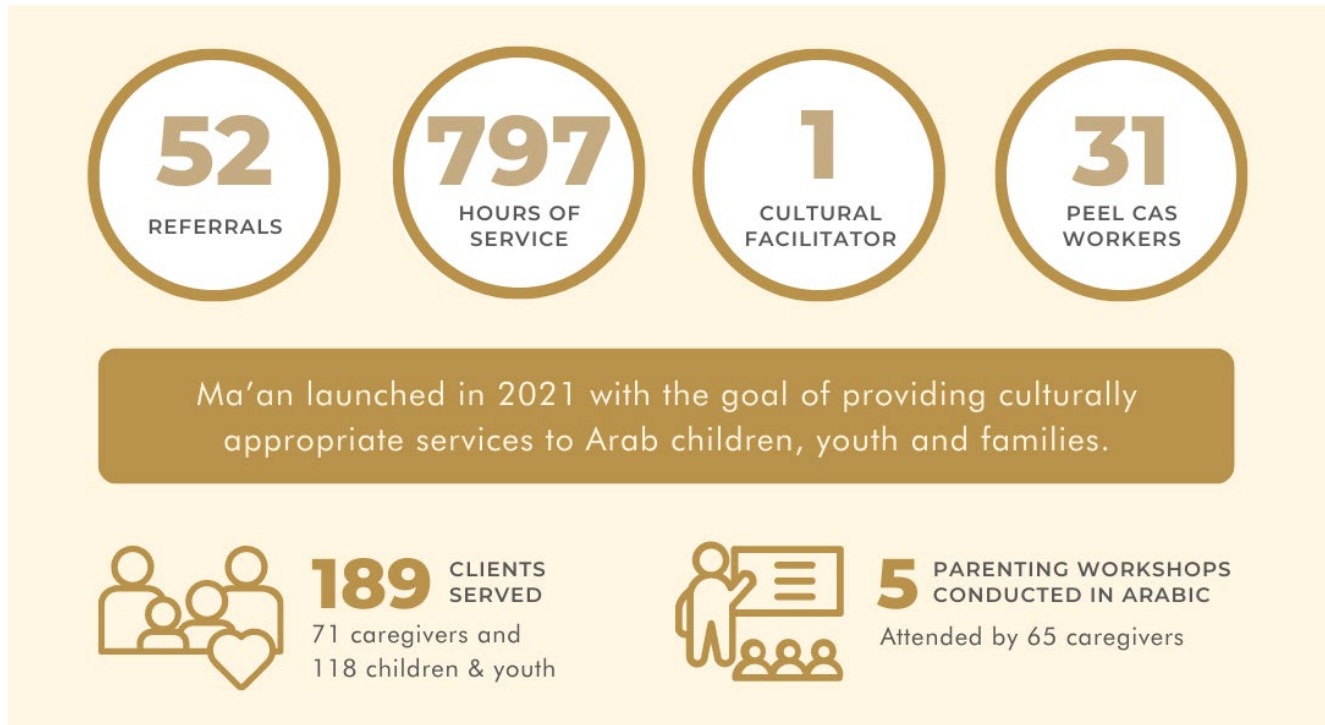 52
REFERRALS
797
HOURS OF
SERVICE
1
CULTURAL
FACILITATOR
31
PEEL CAS
WORKERS
Ma’an launched in 2021 with the goal of providing culturally
appropriate services to Arab children, youth and families.
189 CLIENTS
SERVED
71 caregivers and
118 children & youth
5 PARENTING WORKSHOPS
CONDUCTED IN ARABIC
Attended by 65 caregivers